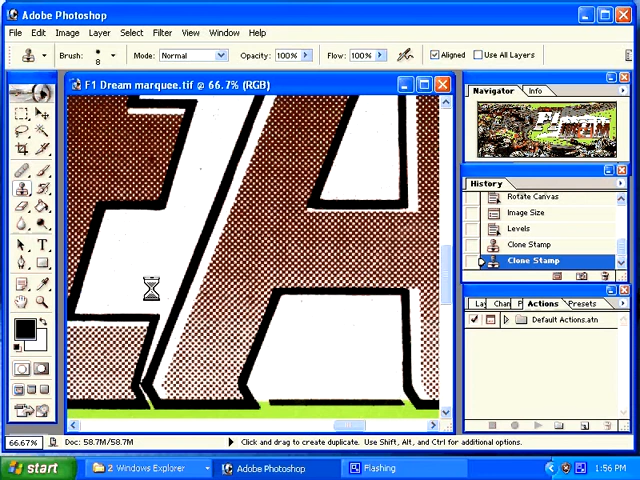 Adobe Photoshop
File Edit Image Layer Select Filter View Window Help
Brush: 8 Mode: Normal Opacity: 100% Flow: 100% Aligned Use All Layers
F1 Dream marquee.tif @ 66.7% (RGB)
Navigator Info
History
Rotate Canvas
Image Size
Levels
Clone Stamp
Clone Stamp
Lay Chan P Actions Presets
Default Actions.atn
66.67% Doc: 58.7M/58.7M Click and drag to create duplicate. Use Shift, Alt, and Ctrl for additional options.
start 2 Windows Explorer Adobe Photoshop Flashing 1:56 PM